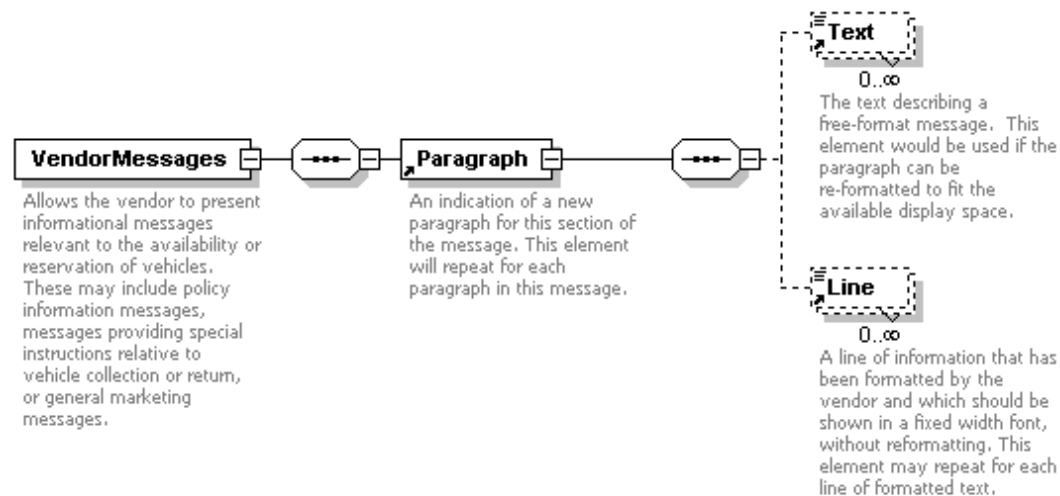 VendorMessages
Allows the vendor to present
informational messages
relevant to the availability or
reservation of vehicles.
These may include policy
information messages,
messages providing special
instructions relative to
vehicle collection or return,
or general marketing
messages.
Paragraph
An indication of a new
paragraph for this section of
the message. This element
will repeat for each
paragraph in this message.
Text
0..∞
The text describing a
free-format message.  This
element would be used if the
paragraph can be
re-formatted to fit the
available display space.
Line
0..∞
A line of information that has
been formatted by the
vendor and which should be
shown in a fixed width font,
without reformatting. This
element may repeat for each
line of formatted text.